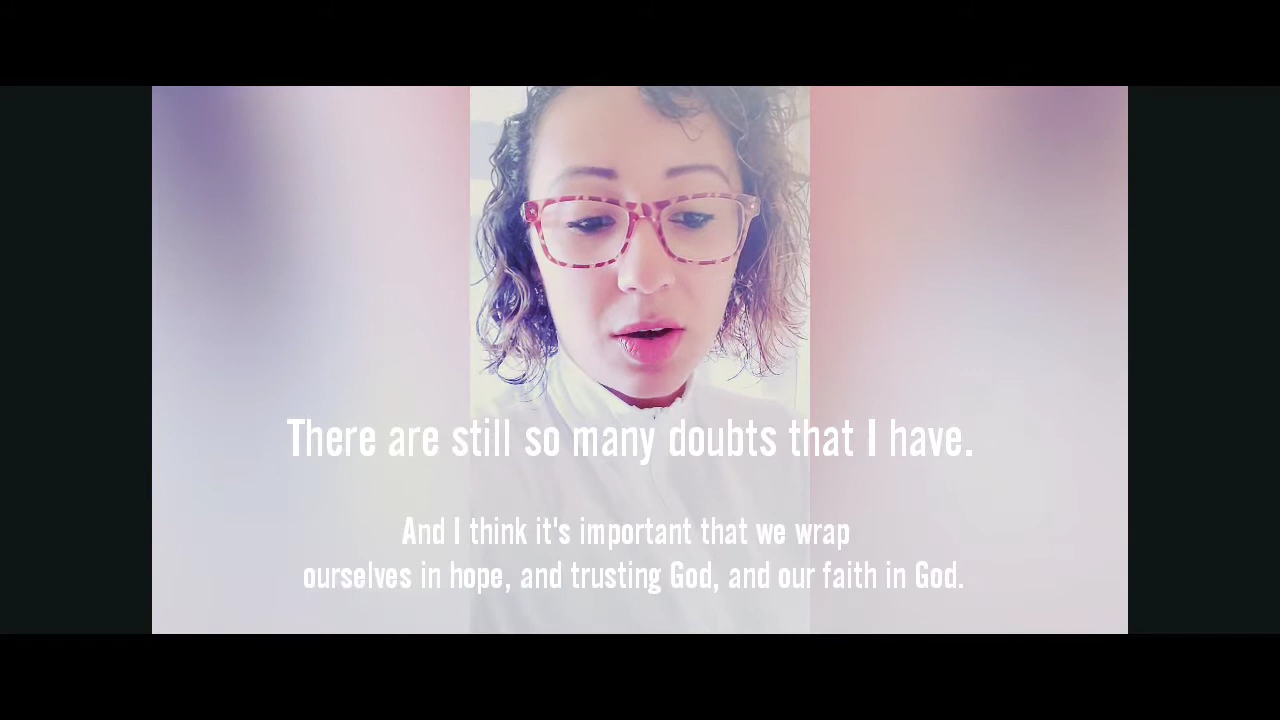 There are still so many doubts that I have.
And I think it's important that we wrap
ourselves in hope, and trusting God, and our faith in God.